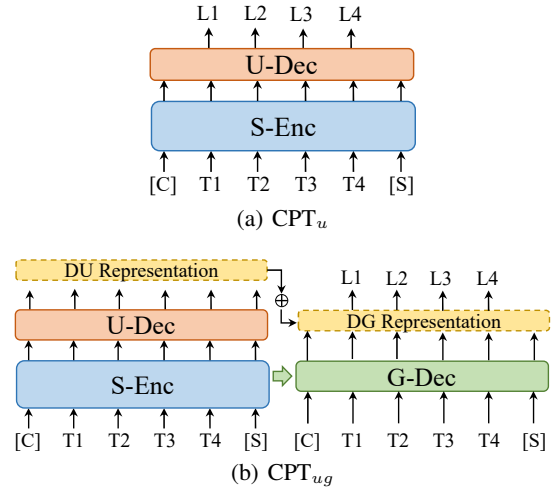 L1 L2 L3 L4
U-Dec
S-Enc
[C] T1 T2 T3 T4 [S]
(a) CPTu
DU Representation
L1 L2 L3 L4
U-Dec
DG Representation
S-Enc
G-Dec
[C] T1 T2 T3 T4 [S] [C] T1 T2 T3 T4 [S]
(b) CPTug